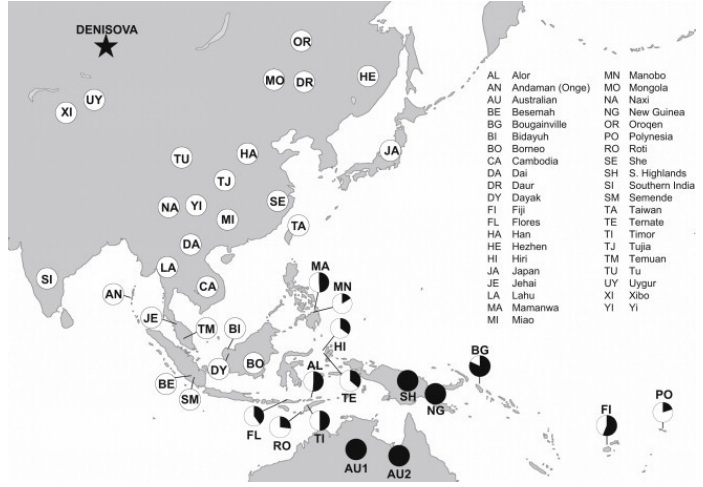 DENISOVA
OR
MO
DR
HE
UY
XI
JA
TU
HA
TJ
NA
YI
MI
SE
TA
DA
LA
SI
CA
AN
MA
MN
JE
TM
BI
HI
BG
DY
BO
AL
TE
SH
NG
BE
SM
FL
RO
TI
FI
PO
AU1
AU2
AL Alor
AN Andaman (Onge)
AU Australian
BE Besemah
BG Bougainville
BI Bidayuh
BO Borneo
CA Cambodia
DA Dai
DR Daur
DY Dayak
FI Fiji
FL Flores
HA Han
HE Hezhen
HI Hiri
JA Japan
JE Jehai
LA Lahu
MA Mamanwa
MI Miao
MN Manobo
MO Mongola
NA Naxi
NG New Guinea
OR Oroqen
PO Polynesia
RO Roti
SE She
SH S. Highlands
SI Southern India
SM Semende
TA Taiwan
TE Ternate
TI Timor
TJ Tujia
TM Temuan
TU Tu
UY Uygur
XI Xibo
YI Yi